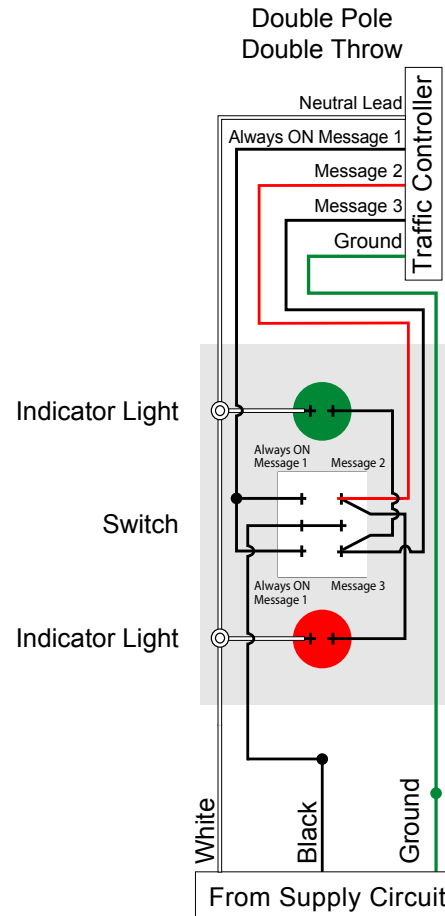 Double Pole
Double Throw
Neutral Lead
Always ON Message 1
Message 2
Message 3
Ground
Traffic Controller
Indicator Light
Always ON
Message 1
Message 2
Switch
Always ON
Message 1
Message 3
Indicator Light
White
Black
Ground
From Supply Circuit